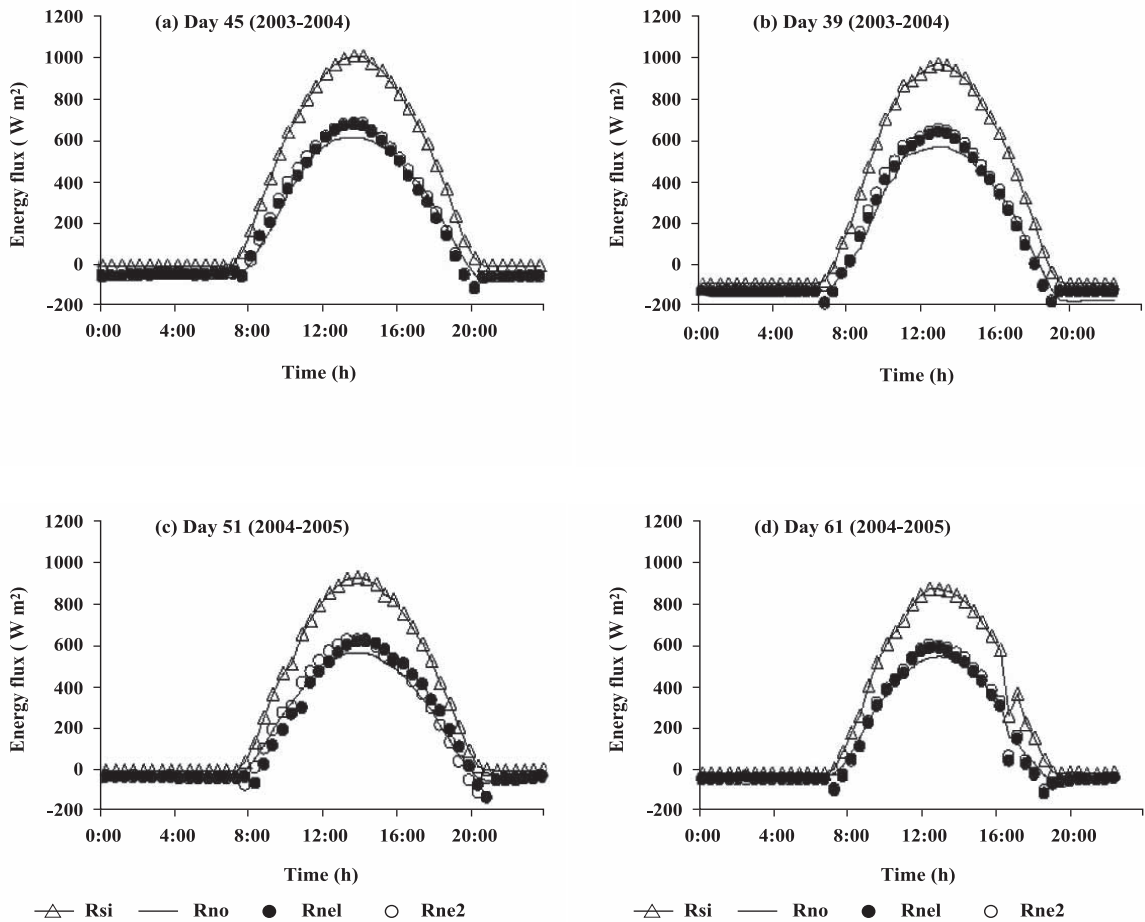 (a) Day 45 (2003-2004)
1200
1000
800
600
400
200
0
-200
Energy flux ( W m²)
0:00 4:00 8:00 12:00 16:00 20:00
Time (h)
(b) Day 39 (2003-2004)
1200
1000
800
600
400
200
0
-200
Energy flux ( W m²)
0:00 4:00 8:00 12:00 16:00 20:00
Time (h)
(c) Day 51 (2004-2005)
1200
1000
800
600
400
200
0
-200
Energy flux ( W m²)
0:00 4:00 8:00 12:00 16:00 20:00
Time (h)
Rsi Rno Rnel Rne2
(d) Day 61 (2004-2005)
1200
1000
800
600
400
200
0
-200
Energy flux ( W m²)
0:00 4:00 8:00 12:00 16:00 20:00
Time (h)
Rsi Rno Rnel Rne2